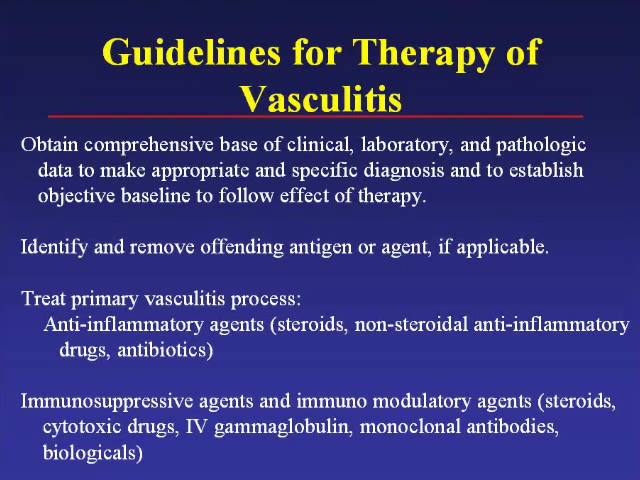 Guidelines for Therapy of
Vasculitis
Obtain comprehensive base of clinical, laboratory, and pathologic
data to make appropriate and specific diagnosis and to establish
objective baseline to follow effect of therapy.
Identify and remove offending antigen or agent, if applicable.
Treat primary vasculitis process:
Anti-inflammatory agents (steroids, non-steroidal anti-inflammatory
drugs, antibiotics)
Immunosuppressive agents and immuno modulatory agents (steroids,
cytotoxic drugs, IV gammaglobulin, monoclonal antibodies,
biologicals)